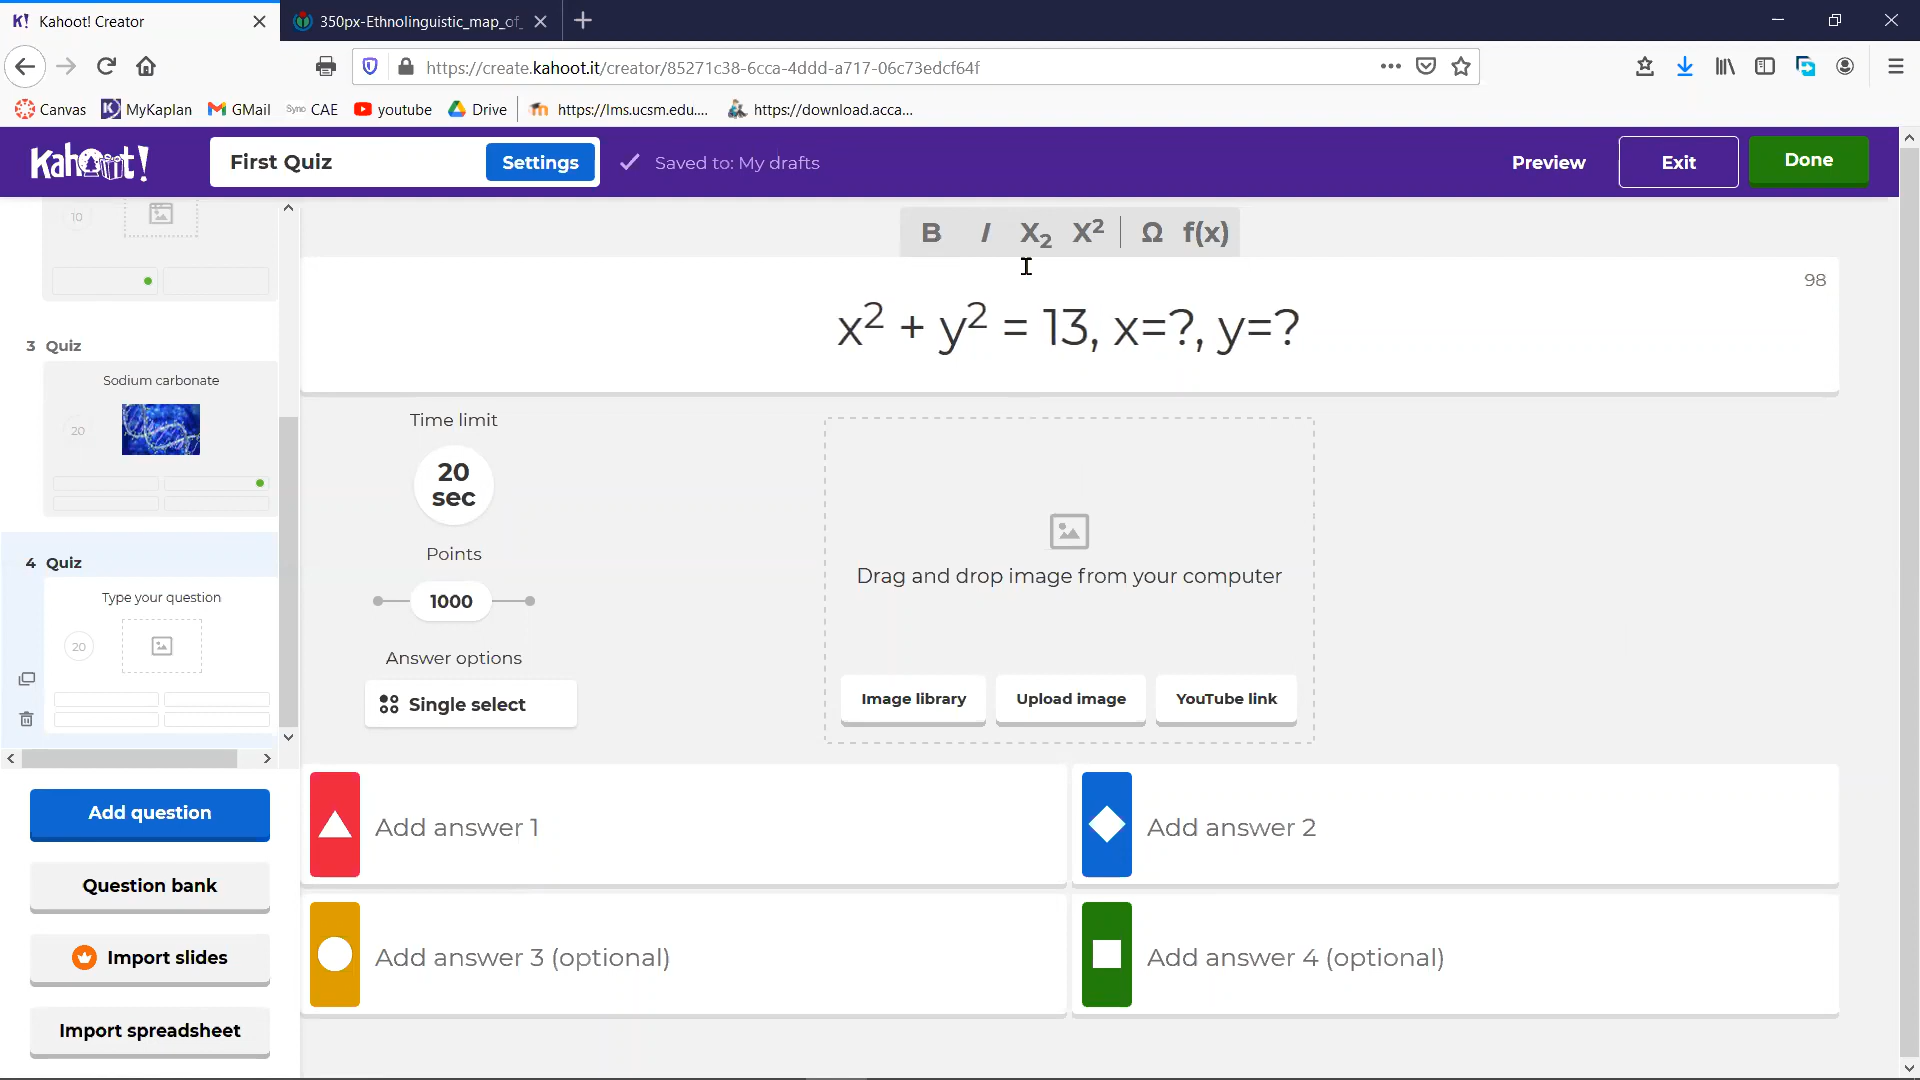 Kahoot! Creator
350px-Ethnolinguistic_map_of_
https://create.kahoot.it/creator/85271c38-6cca-4ddd-a717-06c73edcf64f
Canvas MyKaplan GMail Syno CAE youtube Drive https://lms.ucsm.edu.... https://download.acca...
Kahoot!
First Quiz
Settings
Saved to: My drafts
Preview
Exit
Done
10
3 Quiz
Sodium carbonate
20
4 Quiz
Type your question
20
Add question
Question bank
Import slides
Import spreadsheet
B I X₂ X² Ω f(x)
98
x² + y² = 13, x=?, y=?
Time limit
20
sec
Points
1000
Answer options
Single select
Drag and drop image from your computer
Image library
Upload image
YouTube link
Add answer 1
Add answer 2
Add answer 3 (optional)
Add answer 4 (optional)